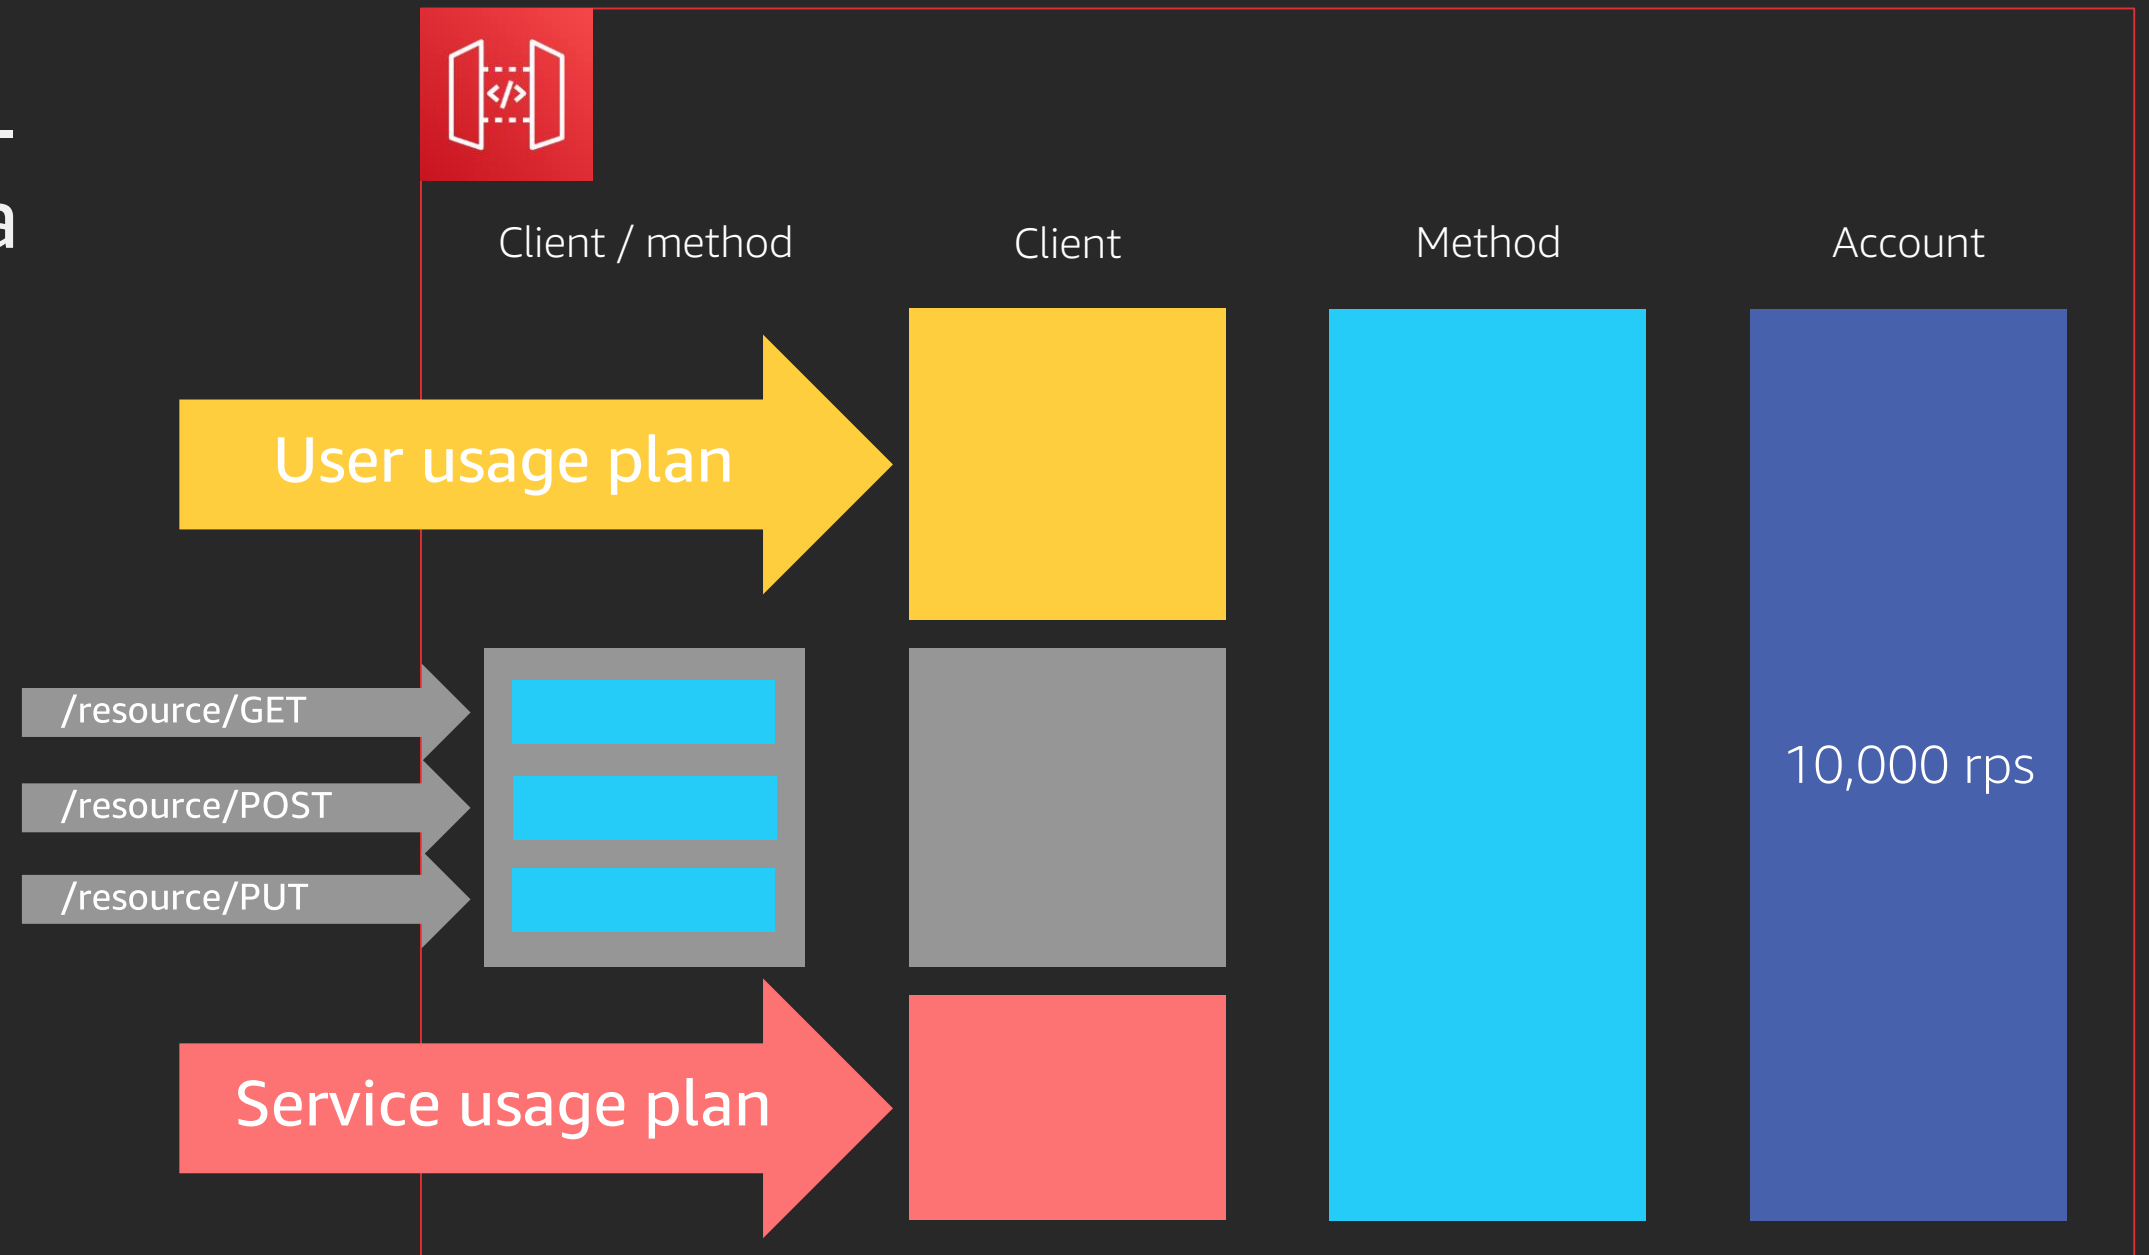 Client / method
Client
Method
Account
User usage plan
/resource/GET
/resource/POST
/resource/PUT
10,000 rps
Service usage plan